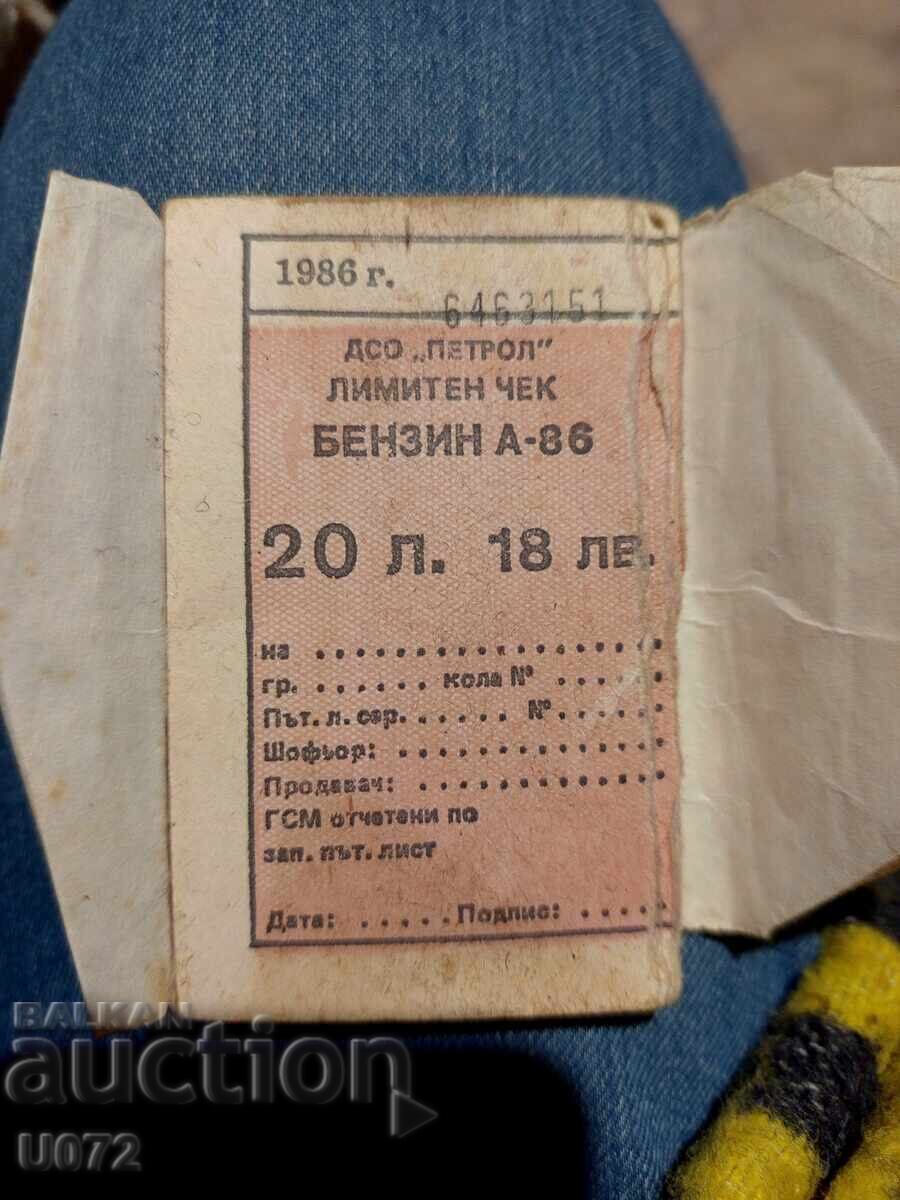 1986 г.
6463151
ДСО „ПЕТРОЛ"
ЛИМИТЕН ЧЕК
БЕНЗИН А-86
20 Л. 18 ЛВ.
на . . . . . . . . . . . . . . . . . .
гр. . . . . . . кола № . . . . . .
Път. л. сер. . . . . . №. . . . . .
Шофьор: . . . . . . . . . . . . . .
Продавач: . . . . . . . . . . . . .
ГСМ отчетени по
зап. път. лист
Дата: . . . . . Подпис: . . . . .
BALKAN
auction
U072